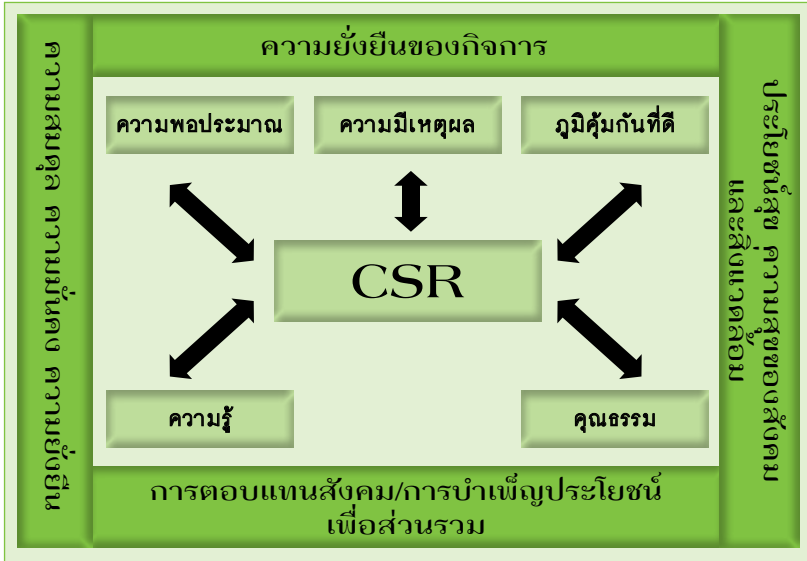 ความยั่งยืนของกิจการ
ความสมดุล ความมั่นคง ความยั่งยืน
ความพอประมาณ
ความมีเหตุผล
ภูมิคุ้มกันที่ดี
CSR
ความรู้
คุณธรรม
ประโยชน์สุข ความสุขของสังคม
และสิ่งแวดล้อม
การตอบแทนสังคม/การบำเพ็ญประโยชน์
เพื่อส่วนรวม